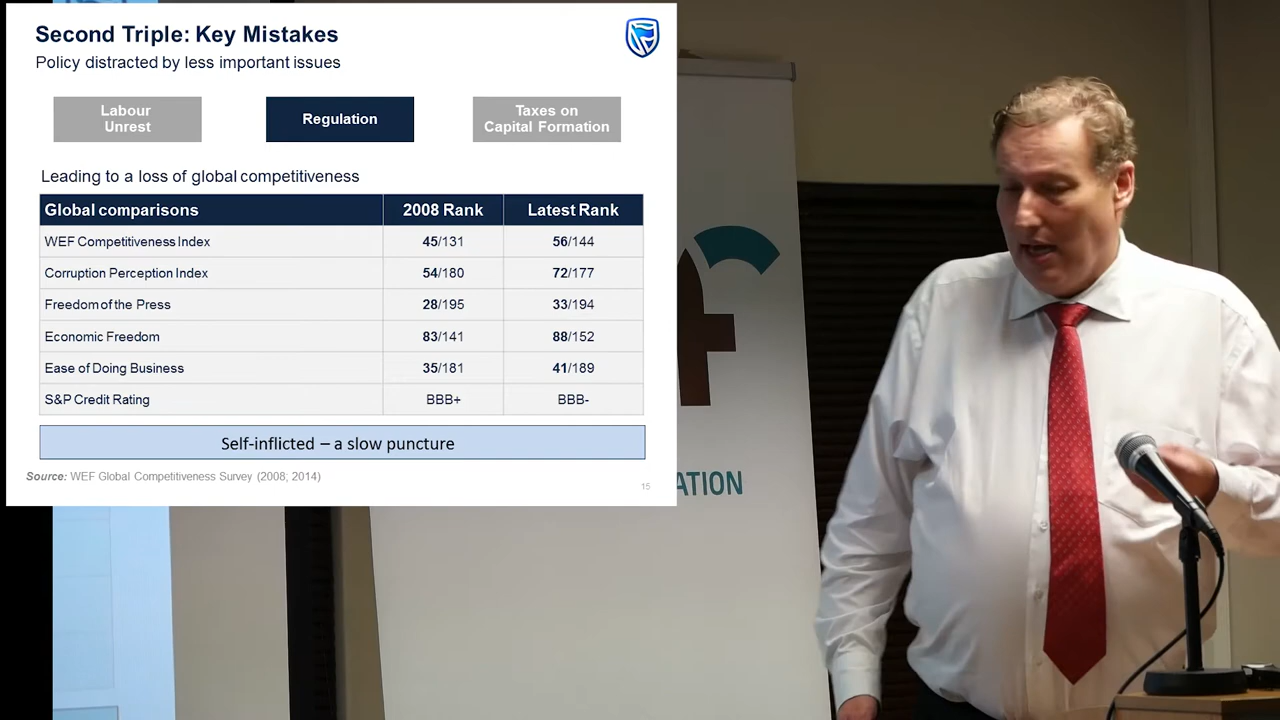 Second Triple: Key Mistakes
Policy distracted by less important issues
Labour
Unrest
Regulation
Taxes on
Capital Formation
Leading to a loss of global competitiveness
Global comparisons 2008 Rank Latest Rank
WEF Competitiveness Index 45/131 56/144
Corruption Perception Index 54/180 72/177
Freedom of the Press 28/195 33/194
Economic Freedom 83/141 88/152
Ease of Doing Business 35/181 41/189
S&P Credit Rating BBB+ BBB-
Self-inflicted – a slow puncture
Source: WEF Global Competitiveness Survey (2008; 2014)
15
ATION